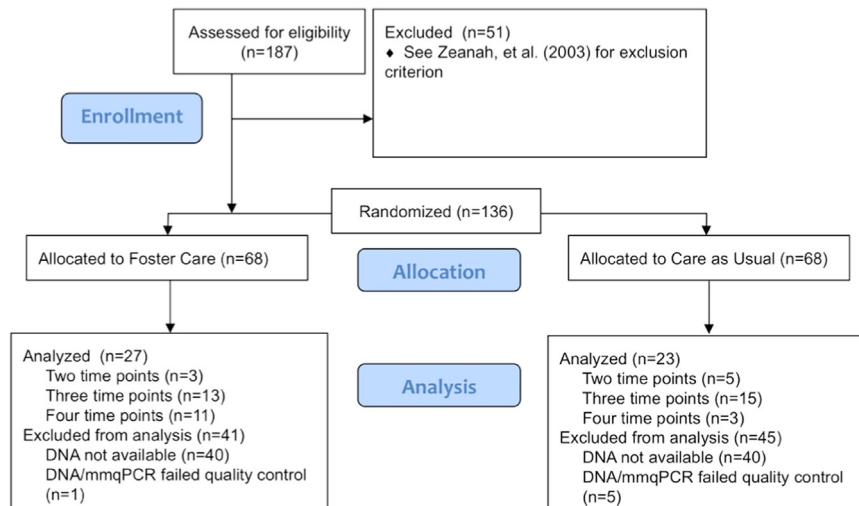 Assessed for eligibility
(n=187)
Excluded (n=51)
♦ See Zeanah, et al. (2003) for exclusion
criterion
Enrollment
Randomized (n=136)
Allocated to Foster Care (n=68)
Allocation
Allocated to Care as Usual (n=68)
Analyzed (n=27)
Two time points (n=3)
Three time points (n=13)
Four time points (n=11)
Excluded from analysis (n=41)
DNA not available (n=40)
DNA/mmqPCR failed quality control
(n=1)
Analysis
Analyzed (n=23)
Two time points (n=5)
Three time points (n=15)
Four time points (n=3)
Excluded from analysis (n=45)
DNA not available (n=40)
DNA/mmqPCR failed quality control
(n=5)